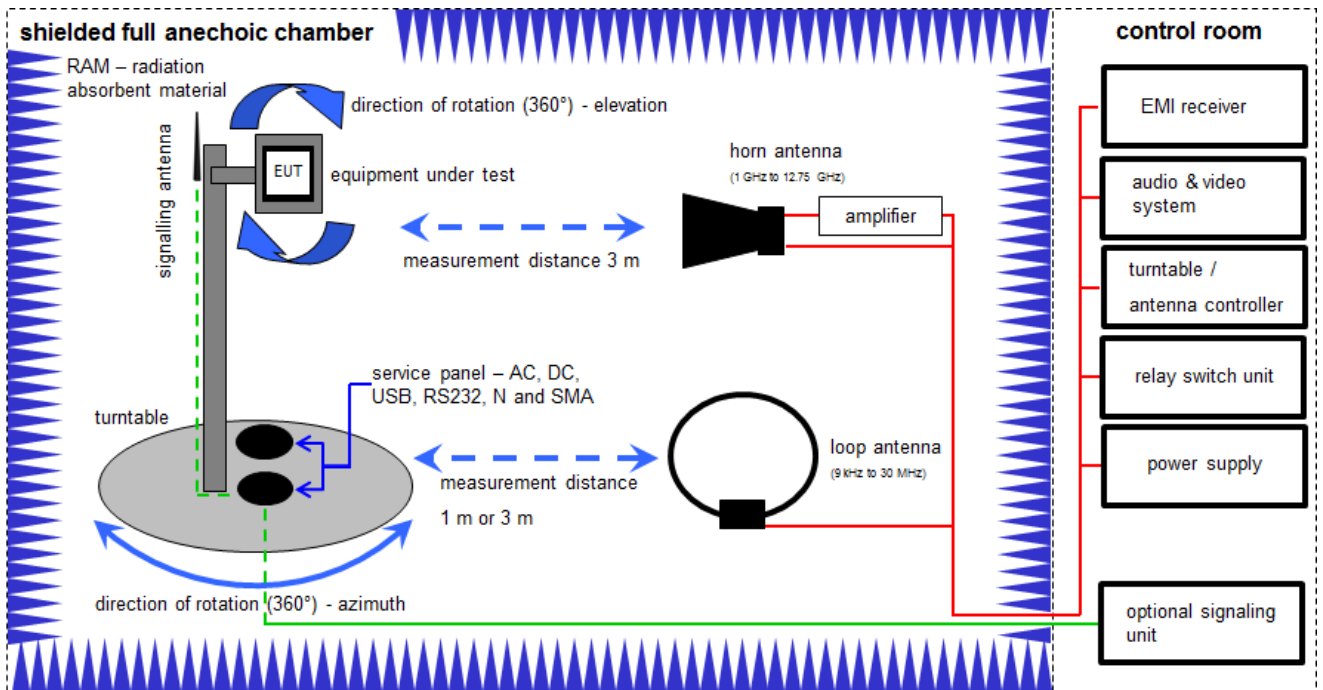 shielded full anechoic chamber
RAM – radiation
absorbent material
signalling antenna
direction of rotation (360°) - elevation
EUT
equipment under test
horn antenna
(1 GHz to 12.75 GHz)
amplifier
measurement distance 3 m
service panel – AC, DC,
USB, RS232, N and SMA
turntable
loop antenna
(9 kHz to 30 MHz)
measurement distance
1 m or 3 m
direction of rotation (360°) - azimuth
control room
EMI receiver
audio & video
system
turntable /
antenna controller
relay switch unit
power supply
optional signaling
unit